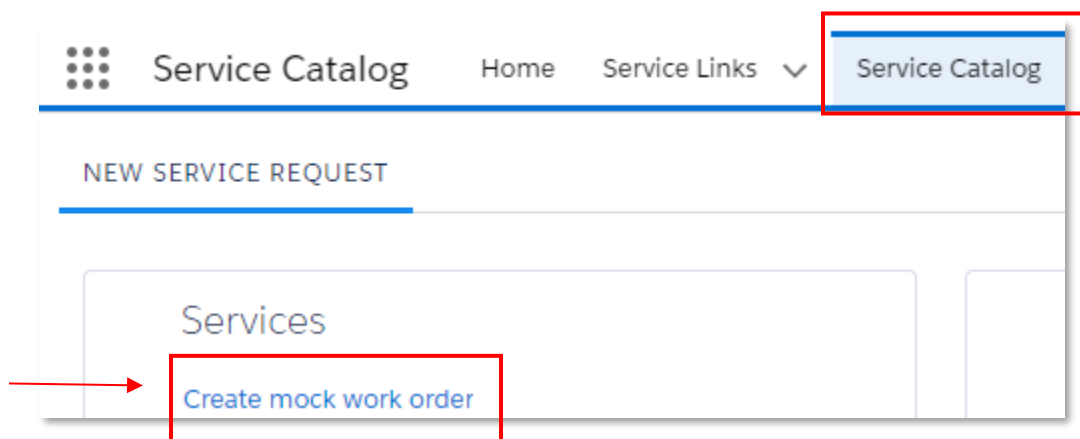 Service Catalog Home Service Links Service Catalog
NEW SERVICE REQUEST
Services
Create mock work order